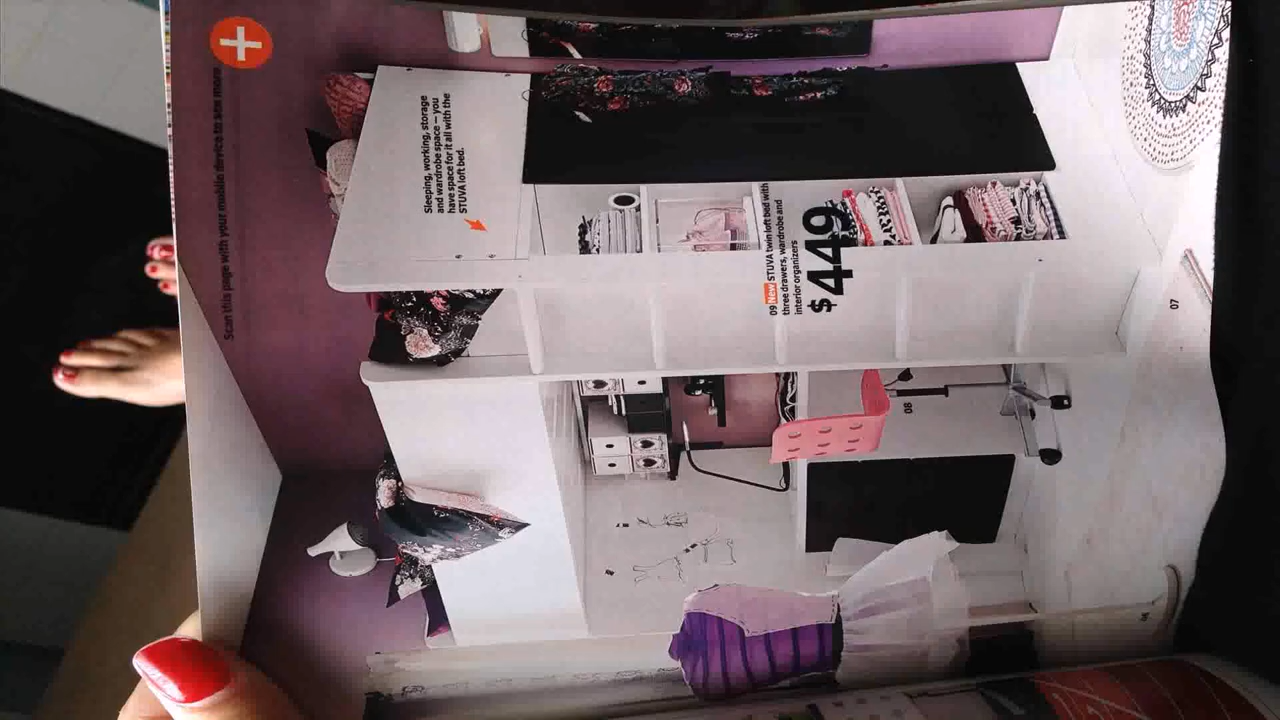 Scan this page with your mobile device to see more
Sleeping, working, storage
and wardrobe space – you
have space for it all with the
STUVA loft bed.
09 New STUVA twin loft bed with
three drawers, wardrobe and
interior organizers
$449
08
07